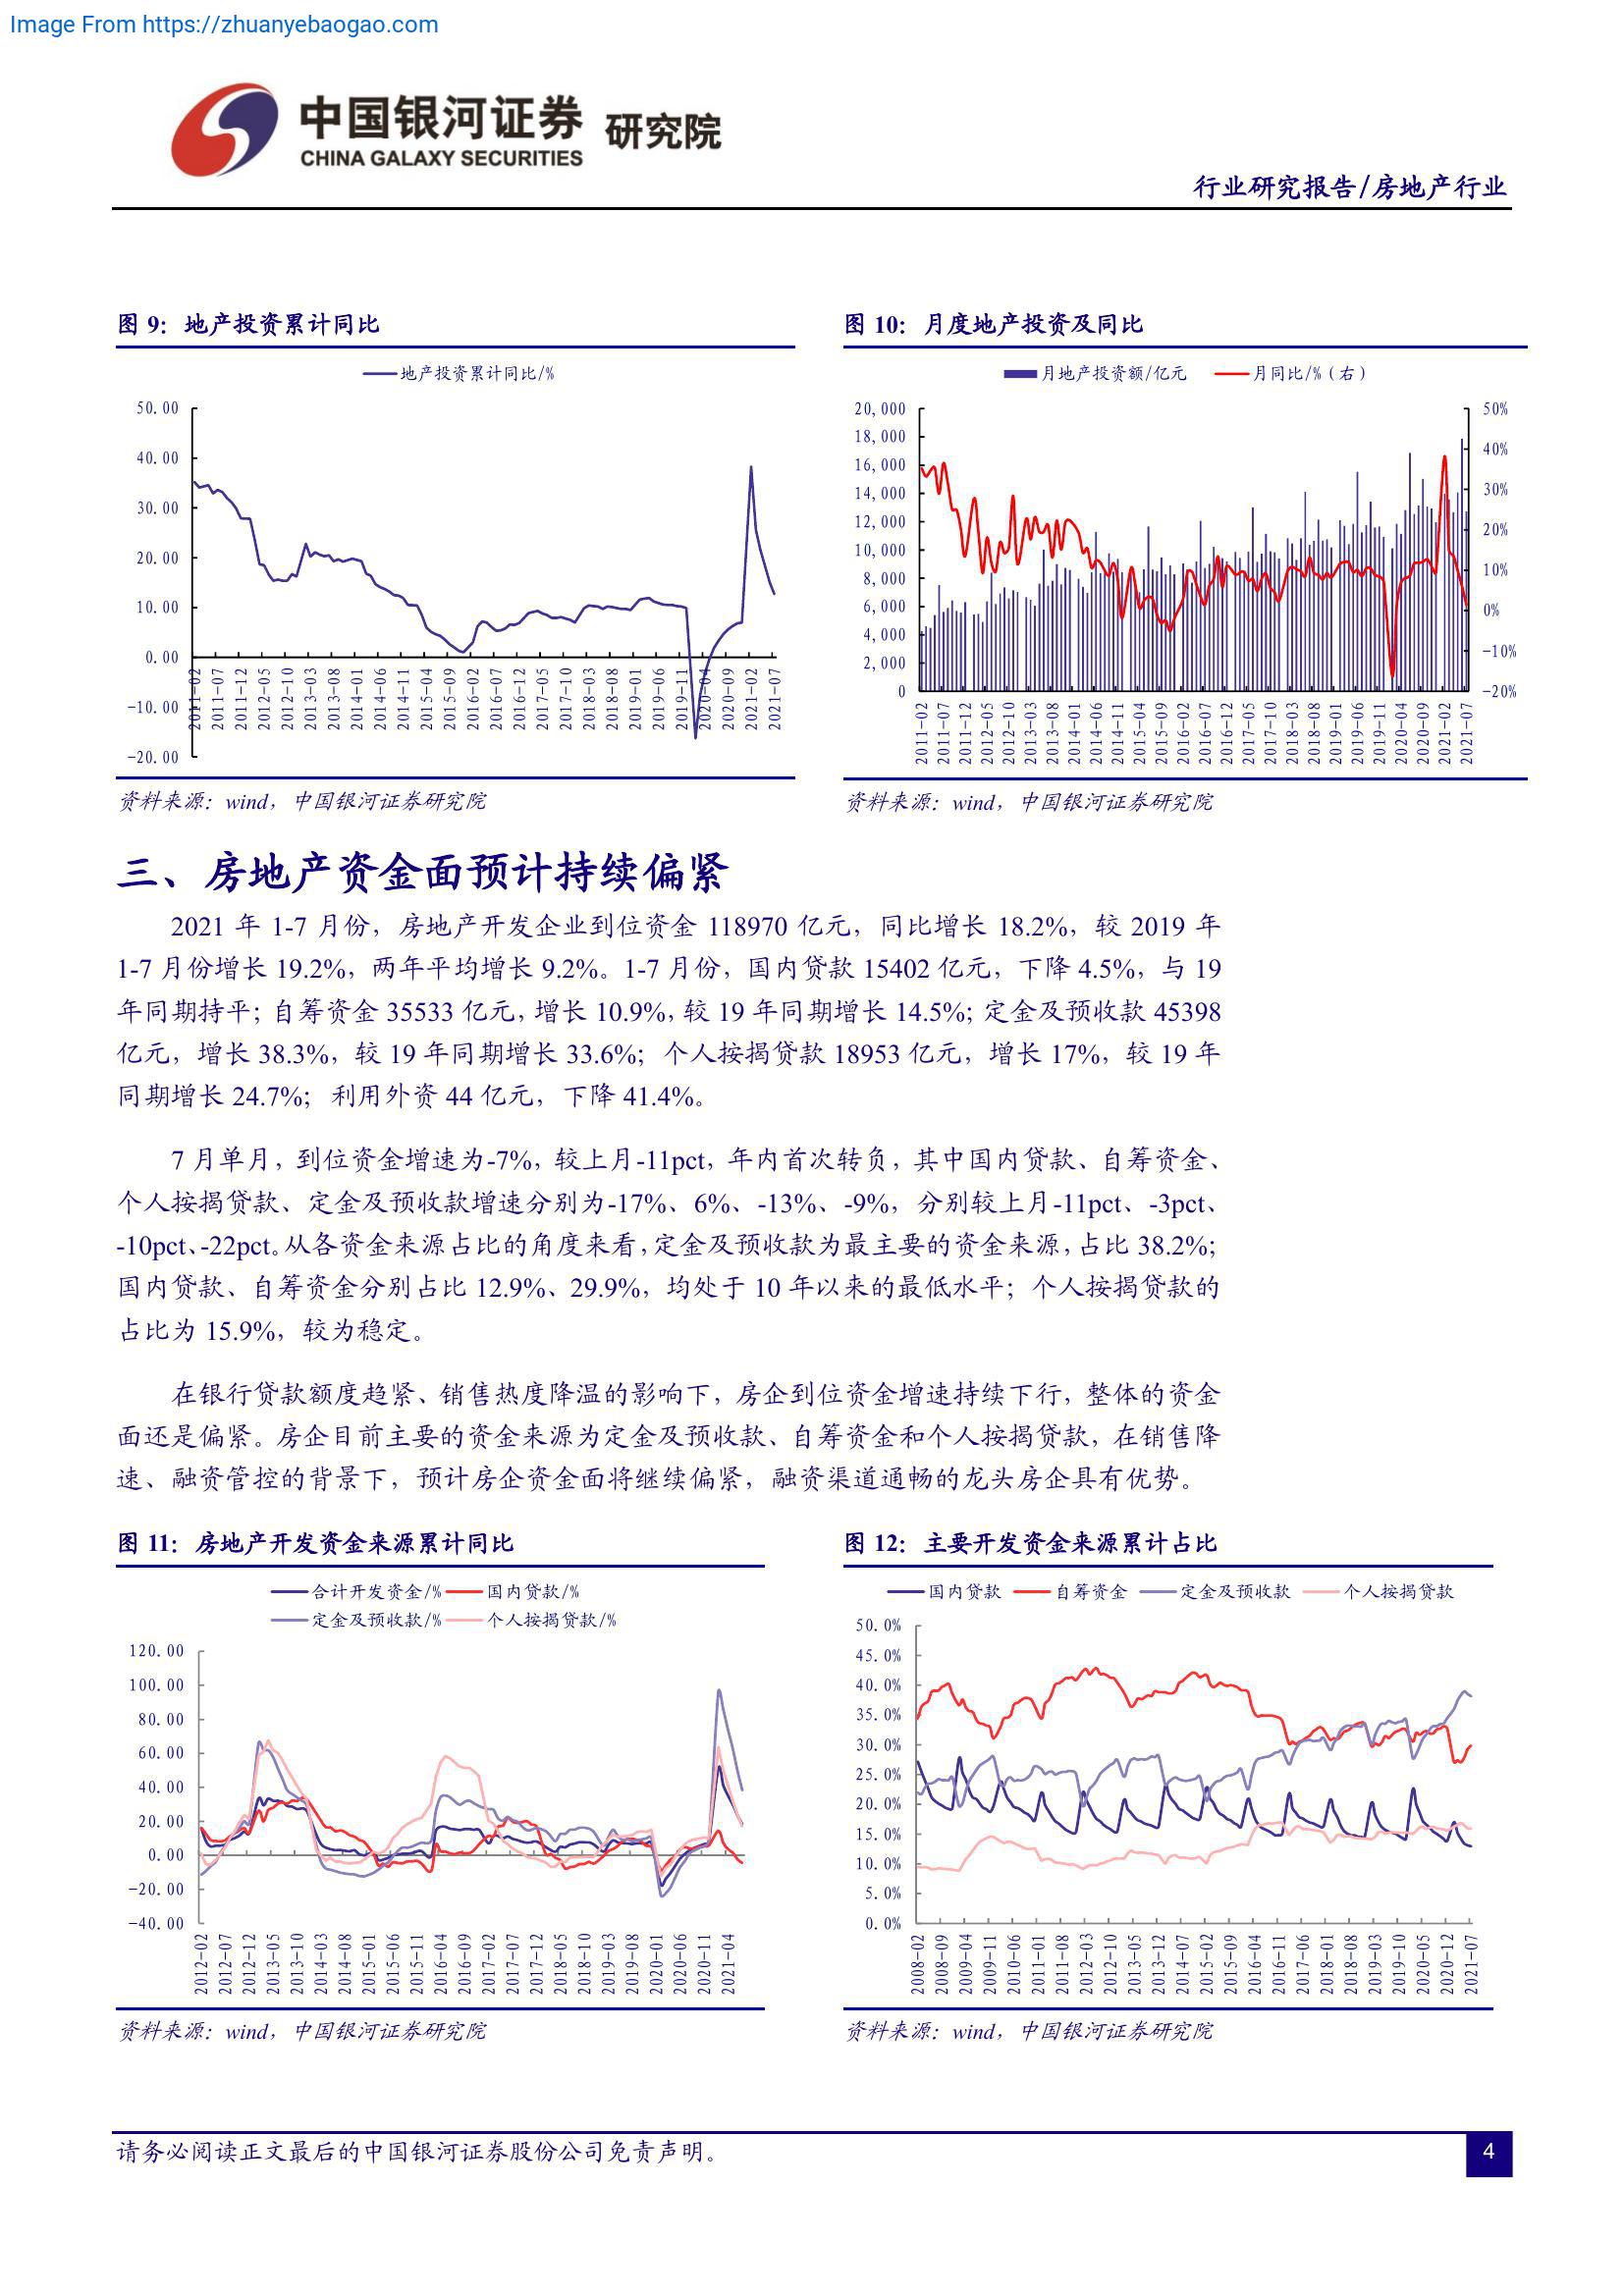 Image From https://zhuanyebaogao.com
中国银河证券 研究院
CHINA GALAXY SECURITIES
行业研究报告/房地产行业
图 9：地产投资累计同比
地产投资累计同比/%
50.00
40.00
30.00
20.00
10.00
0.00
-10.00
-20.00
2011-02 2011-07 2011-12 2012-05 2012-10 2013-03 2013-08 2014-01 2014-06 2014-11 2015-04 2015-09 2016-02 2016-07 2016-12 2017-05 2017-10 2018-03 2018-08 2019-01 2019-06 2019-11 2020-04 2020-09 2021-02 2021-07
资料来源：wind，中国银河证券研究院
图 10：月度地产投资及同比
月地产投资额/亿元 月同比/%（右）
20,000
18,000
16,000
14,000
12,000
10,000
8,000
6,000
4,000
2,000
0
50%
40%
30%
20%
10%
0%
-10%
-20%
2011-02 2011-07 2011-12 2012-05 2012-10 2013-03 2013-08 2014-01 2014-06 2014-11 2015-04 2015-09 2016-02 2016-07 2016-12 2017-05 2017-10 2018-03 2018-08 2019-01 2019-06 2019-11 2020-04 2020-09 2021-02 2021-07
资料来源：wind，中国银河证券研究院
三、房地产资金面预计持续偏紧
2021 年 1-7 月份，房地产开发企业到位资金 118970 亿元，同比增长 18.2%，较 2019 年
1-7 月份增长 19.2%，两年平均增长 9.2%。1-7 月份，国内贷款 15402 亿元，下降 4.5%，与 19
年同期持平；自筹资金 35533 亿元，增长 10.9%，较 19 年同期增长 14.5%；定金及预收款 45398
亿元，增长 38.3%，较 19 年同期增长 33.6%；个人按揭贷款 18953 亿元，增长 17%，较 19 年
同期增长 24.7%；利用外资 44 亿元，下降 41.4%。
7 月单月，到位资金增速为-7%，较上月-11pct，年内首次转负，其中国内贷款、自筹资金、
个人按揭贷款、定金及预收款增速分别为-17%、6%、-13%、-9%，分别较上月-11pct、-3pct、
-10pct、-22pct。从各资金来源占比的角度来看，定金及预收款为最主要的资金来源，占比 38.2%；
国内贷款、自筹资金分别占比 12.9%、29.9%，均处于 10 年以来的最低水平；个人按揭贷款的
占比为 15.9%，较为稳定。
在银行贷款额度趋紧、销售热度降温的影响下，房企到位资金增速持续下行，整体的资金
面还是偏紧。房企目前主要的资金来源为定金及预收款、自筹资金和个人按揭贷款，在销售降
速、融资管控的背景下，预计房企资金面将继续偏紧，融资渠道通畅的龙头房企具有优势。
图 11：房地产开发资金来源累计同比
合计开发资金/% 国内贷款/%
定金及预收款/% 个人按揭贷款/%
120.00
100.00
80.00
60.00
40.00
20.00
0.00
-20.00
-40.00
2012-02 2012-07 2012-12 2013-05 2013-10 2014-03 2014-08 2015-01 2015-06 2015-11 2016-04 2016-09 2017-02 2017-07 2017-12 2018-05 2018-10 2019-03 2019-08 2020-01 2020-06 2020-11 2021-04
资料来源：wind，中国银河证券研究院
图 12：主要开发资金来源累计占比
国内贷款 自筹资金 定金及预收款 个人按揭贷款
50.0%
45.0%
40.0%
35.0%
30.0%
25.0%
20.0%
15.0%
10.0%
5.0%
0.0%
2008-02 2008-09 2009-04 2009-11 2010-06 2011-01 2011-08 2012-03 2012-10 2013-05 2013-12 2014-07 2015-02 2015-09 2016-04 2016-11 2017-06 2018-01 2018-08 2019-03 2019-10 2020-05 2020-12 2021-07
资料来源：wind，中国银河证券研究院
请务必阅读正文最后的中国银河证券股份公司免责声明。
4